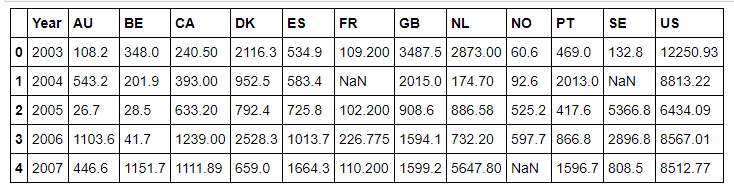 Year AU BE CA DK ES FR GB NL NO PT SE US
0 2003 108.2 348.0 240.50 2116.3 534.9 109.200 3487.5 2873.00 60.6 469.0 132.8 12250.93
1 2004 543.2 201.9 393.00 952.5 583.4 NaN 2015.0 174.70 92.6 2013.0 NaN 8813.22
2 2005 26.7 28.5 633.20 792.4 725.8 102.200 908.6 886.58 525.2 417.6 5366.8 6434.09
3 2006 1103.6 41.7 1239.00 2528.3 1013.7 226.775 1594.1 732.20 597.7 866.8 2896.8 8567.01
4 2007 446.6 1151.7 1111.89 659.0 1664.3 110.200 1599.2 5647.80 NaN 1596.7 808.5 8512.77